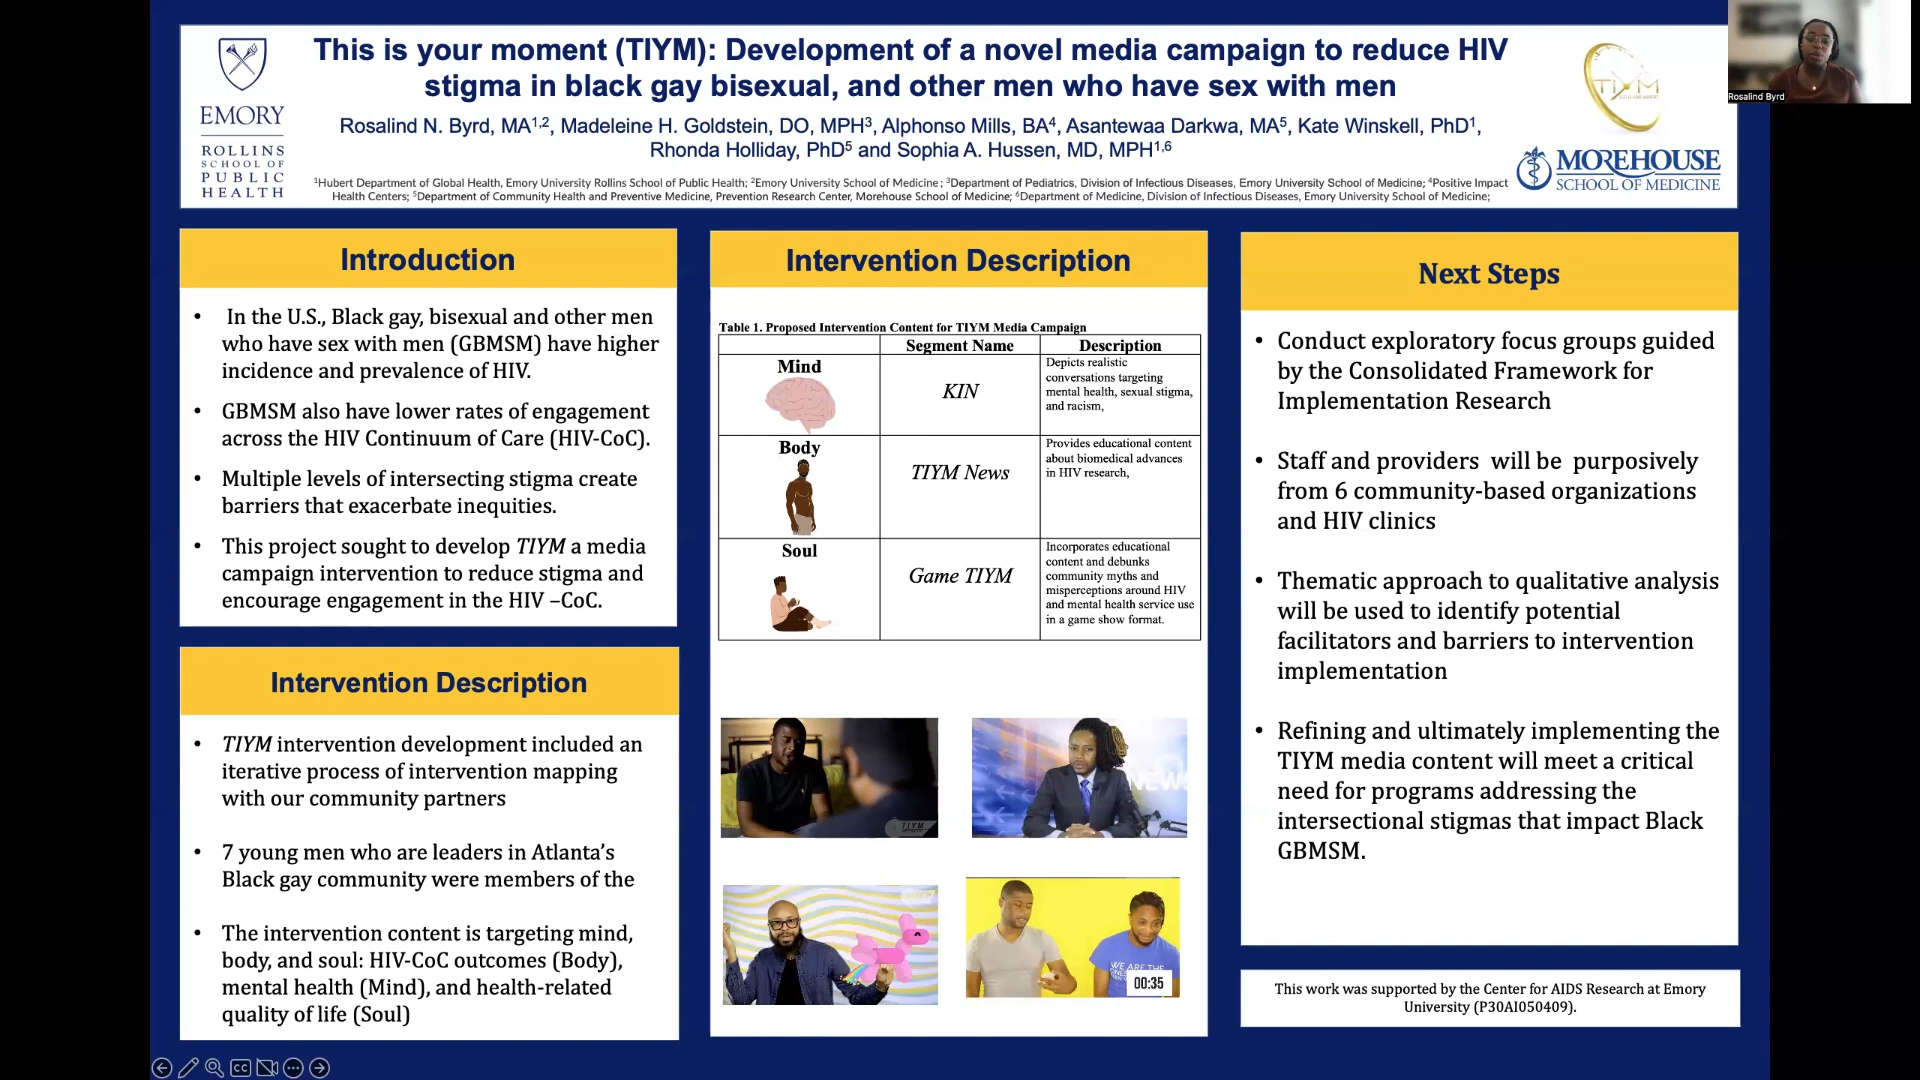 EMORY
ROLLINS
SCHOOL OF
PUBLIC
HEALTH
This is your moment (TIYM): Development of a novel media campaign to reduce HIV
stigma in black gay bisexual, and other men who have sex with men
Rosalind N. Byrd, MA1,2, Madeleine H. Goldstein, DO, MPH3, Alphonso Mills, BA4, Asantewaa Darkwa, MA5, Kate Winskell, PhD1,
Rhonda Holliday, PhD5 and Sophia A. Hussen, MD, MPH1,6
1Hubert Department of Global Health, Emory University Rollins School of Public Health; 2Emory University School of Medicine; 3Department of Pediatrics, Division of Infectious Diseases, Emory University School of Medicine; 4Positive Impact
Health Centers; 5Department of Community Health and Preventive Medicine, Prevention Research Center, Morehouse School of Medicine; 6Department of Medicine, Division of Infectious Diseases, Emory University School of Medicine;
TIYM
MOREHOUSE
SCHOOL OF MEDICINE
Rosalind Byrd
Introduction
• In the U.S., Black gay, bisexual and other men
who have sex with men (GBMSM) have higher
incidence and prevalence of HIV.
• GBMSM also have lower rates of engagement
across the HIV Continuum of Care (HIV-CoC).
• Multiple levels of intersecting stigma create
barriers that exacerbate inequities.
• This project sought to develop TIYM a media
campaign intervention to reduce stigma and
encourage engagement in the HIV –CoC.
Intervention Description
• TIYM intervention development included an
iterative process of intervention mapping
with our community partners
• 7 young men who are leaders in Atlanta's
Black gay community were members of the
• The intervention content is targeting mind,
body, and soul: HIV-CoC outcomes (Body),
mental health (Mind), and health-related
quality of life (Soul)
Intervention Description
Table 1. Proposed Intervention Content for TIYM Media Campaign
Segment Name Description
Mind
KIN
Depicts realistic
conversations targeting
mental health, sexual stigma,
and racism,
Body
TIYM News
Provides educational content
about biomedical advances
in HIV research,
Soul
Game TIYM
Incorporates educational
content and debunks
community myths and
misperceptions around HIV
and mental health service use
in a game show format.
TIYM
NEWS
WE ARE THE
00:35
Next Steps
• Conduct exploratory focus groups guided
by the Consolidated Framework for
Implementation Research
• Staff and providers will be purposively
from 6 community-based organizations
and HIV clinics
• Thematic approach to qualitative analysis
will be used to identify potential
facilitators and barriers to intervention
implementation
• Refining and ultimately implementing the
TIYM media content will meet a critical
need for programs addressing the
intersectional stigmas that impact Black
GBMSM.
This work was supported by the Center for AIDS Research at Emory
University (P30AI050409).
CC